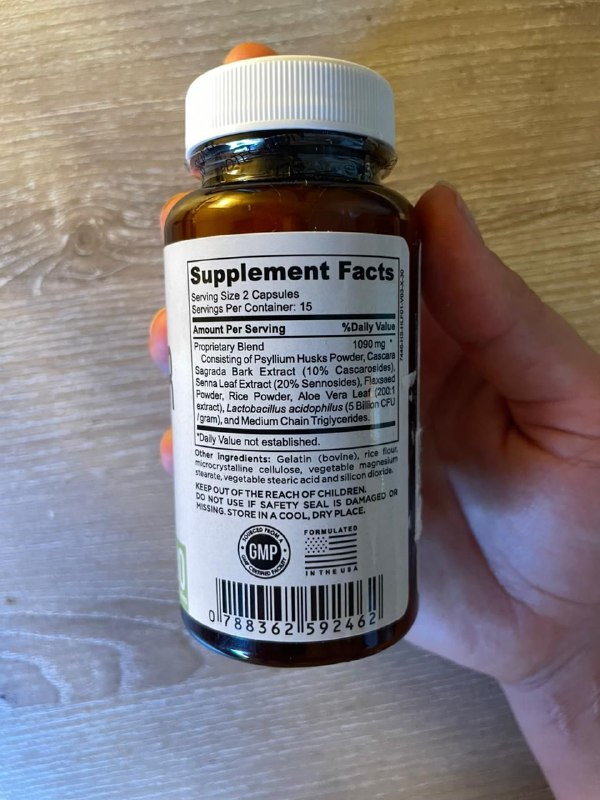 Supplement Facts
Serving Size 2 Capsules
Servings Per Container: 15
Amount Per Serving %Daily Value
Proprietary Blend 1090 mg *
Consisting of Psyllium Husks Powder, Cascara
Sagrada Bark Extract (10% Cascarosides),
Senna Leaf Extract (20% Sennosides), Flaxseed
Powder, Rice Powder, Aloe Vera Leaf (200:1
extract), Lactobacillus acidophilus (5 Billion CFU
/gram), and Medium Chain Triglycerides.
*Daily Value not established.
Other ingredients: Gelatin (bovine), rice flour,
microcrystalline cellulose, vegetable magnesium
stearate, vegetable stearic acid and silicon dioxide.
KEEP OUT OF THE REACH OF CHILDREN.
DO NOT USE IF SAFETY SEAL IS DAMAGED OR
MISSING. STORE IN A COOL, DRY PLACE.
SOURCED FROM A
GMP
GMP CERTIFIED FACILITY
FORMULATED
IN THE USA
0 788362 592462